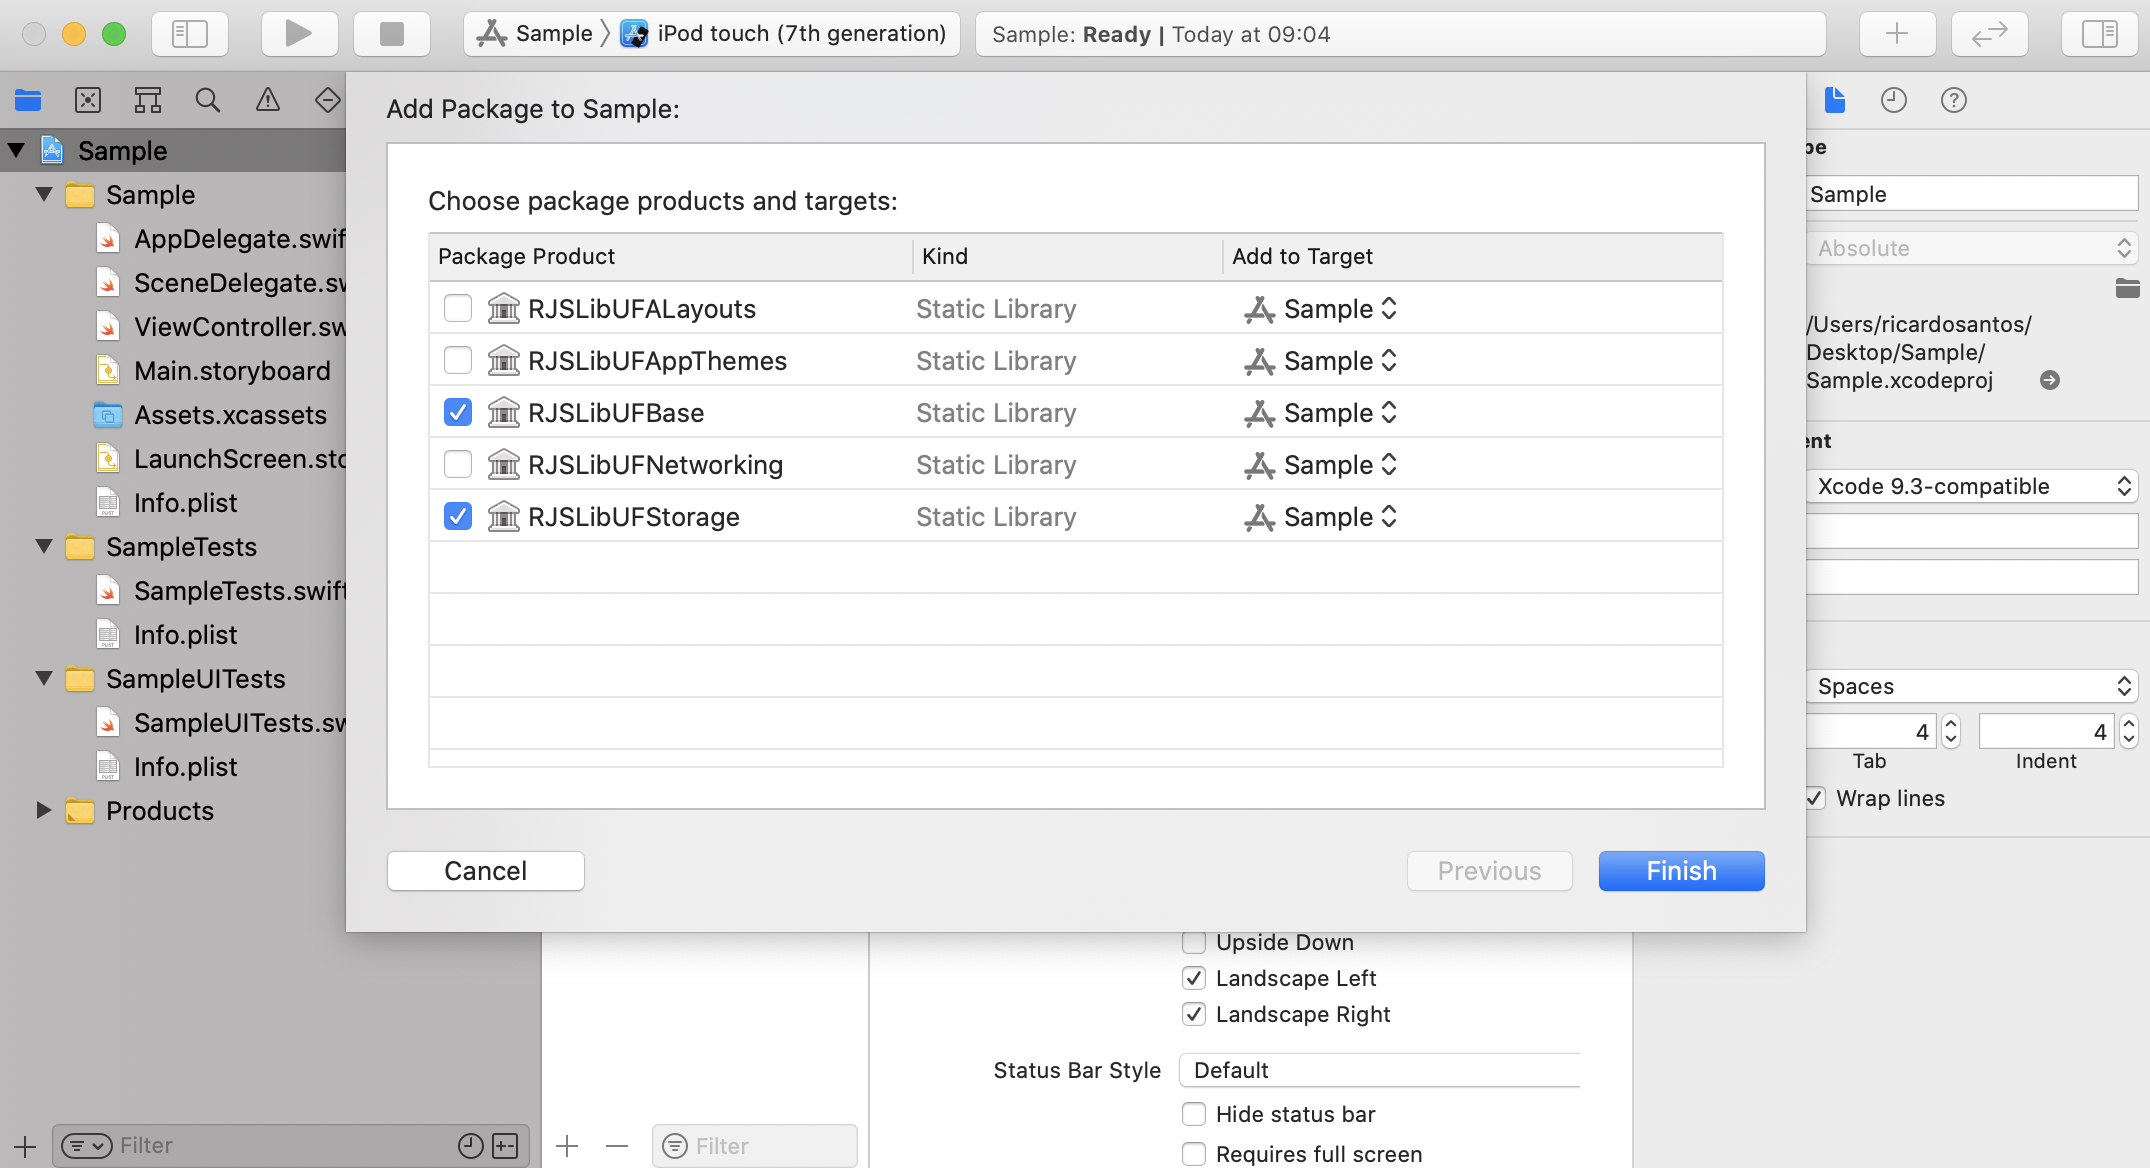 Sample
iPod touch (7th generation)
Sample: Ready | Today at 09:04
Sample
Sample
AppDelegate.swif
SceneDelegate.sw
ViewController.sw
Main.storyboard
Assets.xcassets
LaunchScreen.sto
Info.plist
SampleTests
SampleTests.swift
Info.plist
SampleUITests
SampleUITests.sw
Info.plist
Products
Filter
Add Package to Sample:
Choose package products and targets:
Package Product Kind Add to Target
RJSLibUFALayouts Static Library Sample
RJSLibUFAppThemes Static Library Sample
RJSLibUFBase Static Library Sample
RJSLibUFNetworking Static Library Sample
RJSLibUFStorage Static Library Sample
Cancel Previous Finish
Upside Down
Landscape Left
Landscape Right
Status Bar Style Default
Hide status bar
Requires full screen
Filter
pe
Sample
Absolute
/Users/ricardosantos/
Desktop/Sample/
Sample.xcodeproj
ent
Xcode 9.3-compatible
Spaces
4 4
Tab Indent
Wrap lines